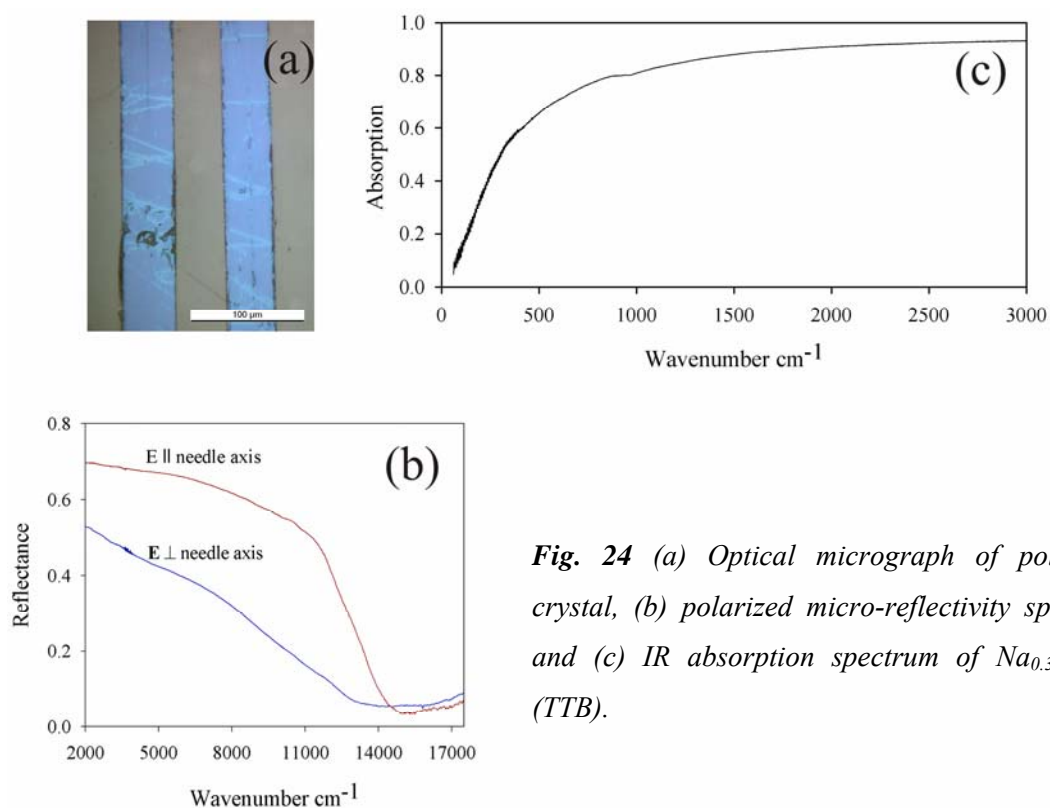 (a)
100 µm
(c)
1.0
0.8
0.6
0.4
0.2
0.0
Absorption
0 500 1000 1500 2000 2500 3000
Wavenumber cm-1
(b)
0.8
0.6
0.4
0.2
0.0
Reflectance
E || needle axis
E ⊥ needle axis
2000 5000 8000 11000 14000 17000
Wavenumber cm-1
Fig. 24 (a) Optical micrograph of
crystal, (b) polarized micro-reflectivity
and (c) IR absorption spectrum of
(TTB).